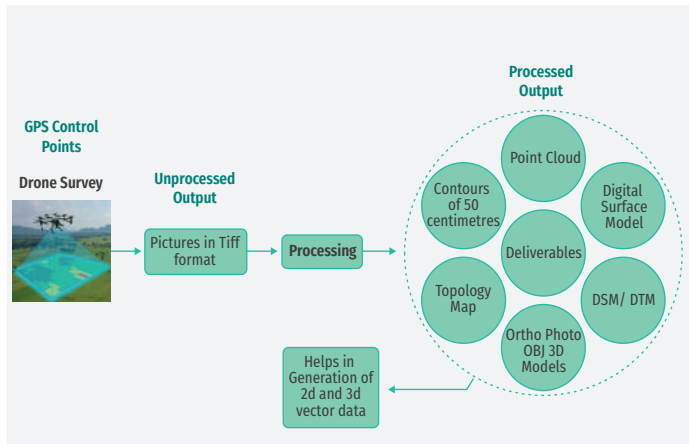 GPS Control
Points
Drone Survey
Unprocessed
Output
Pictures in Tiff
format
Processing
Processed
Output
Point Cloud
Contours
of 50
centimetres
Digital
Surface
Model
Deliverables
Topology
Map
DSM/ DTM
Ortho Photo
OBJ 3D
Models
Helps in
Generation of
2d and 3d
vector data